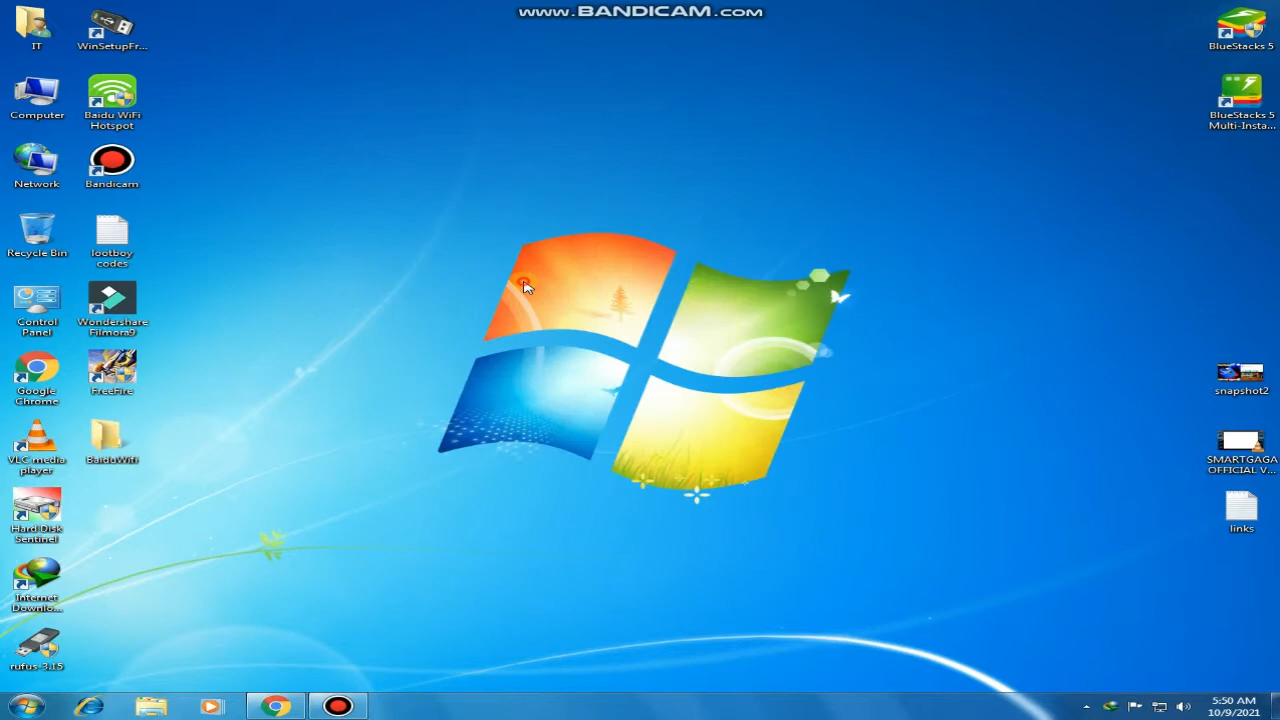 www.BANDICAM.com
IT
WinSetupFr...
Computer
Baidu WiFi
Hotspot
Network
Bandicam
Recycle Bin
lootboy
codes
Control
Panel
Wondershare
Filmora9
Google
Chrome
FreeFire
VLC media
player
BaiduWifi
Hard Disk
Sentinel
Internet
Downlo...
rufus-3.15
BlueStacks 5
BlueStacks 5
Multi-Insta...
snapshot2
SMARTGAGA
OFFICIAL V...
links
5:50 AM
10/9/2021